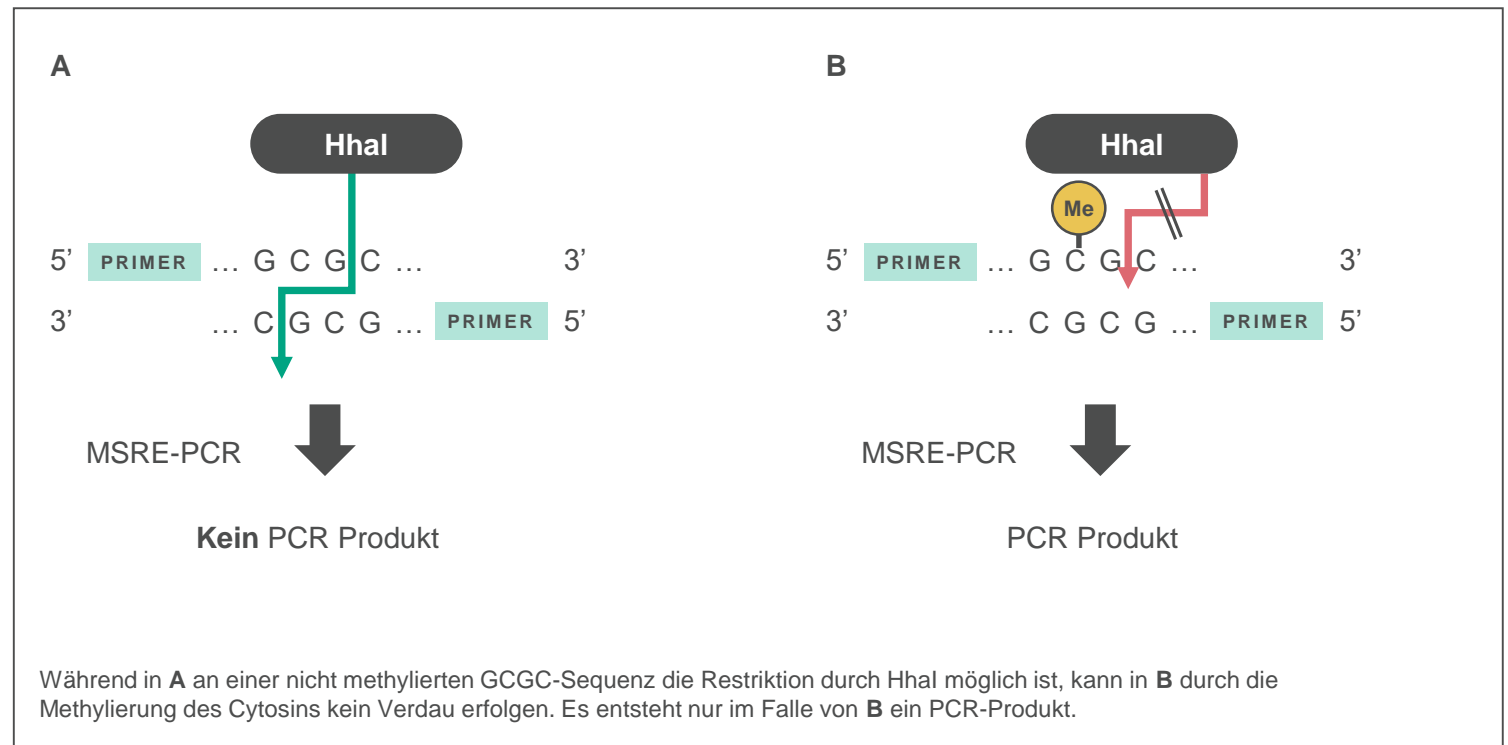 A
HhaI
5’ PRIMER … G C G C … 3’
3’ … C G C G … PRIMER 5’
MSRE-PCR
Kein PCR Produkt
B
HhaI
Me
5’ PRIMER … G C G C … 3’
3’ … C G C G … PRIMER 5’
MSRE-PCR
PCR Produkt
Während in A an einer nicht methylierten GCGC-Sequenz die Restriktion durch HhaI möglich ist, kann in B durch die
Methylierung des Cytosins kein Verdau erfolgen. Es entsteht nur im Falle von B ein PCR-Produkt.